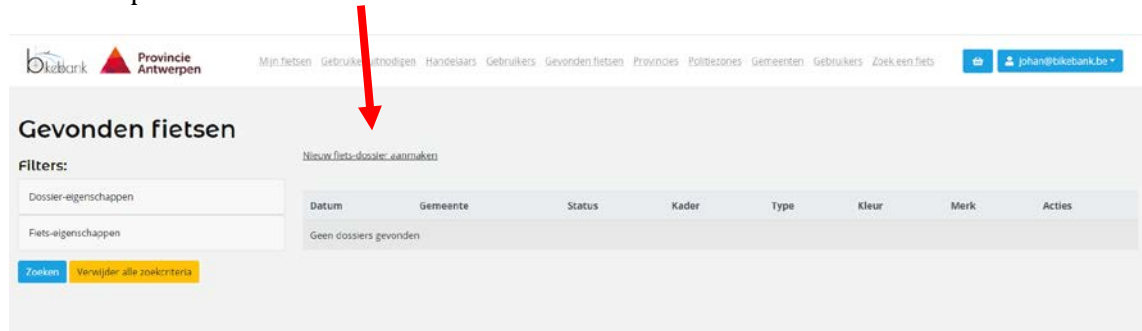 bikebank Provincie Antwerpen Mijn fietsen Gebruiker uitnodigen Handelaars Gebruikers Gevonden fietsen Provincies Politiezones Gemeenten Gebruikers Zoek een fiets johan@bikebank.be
Gevonden fietsen
Nieuw fiets-dossier aanmaken
Filters:
Dossier-eigenschappen
Fiets-eigenschappen
Zoeken Verwijder alle zoekcriteria
Datum Gemeente Status Kader Type Kleur Merk Acties
Geen dossiers gevonden